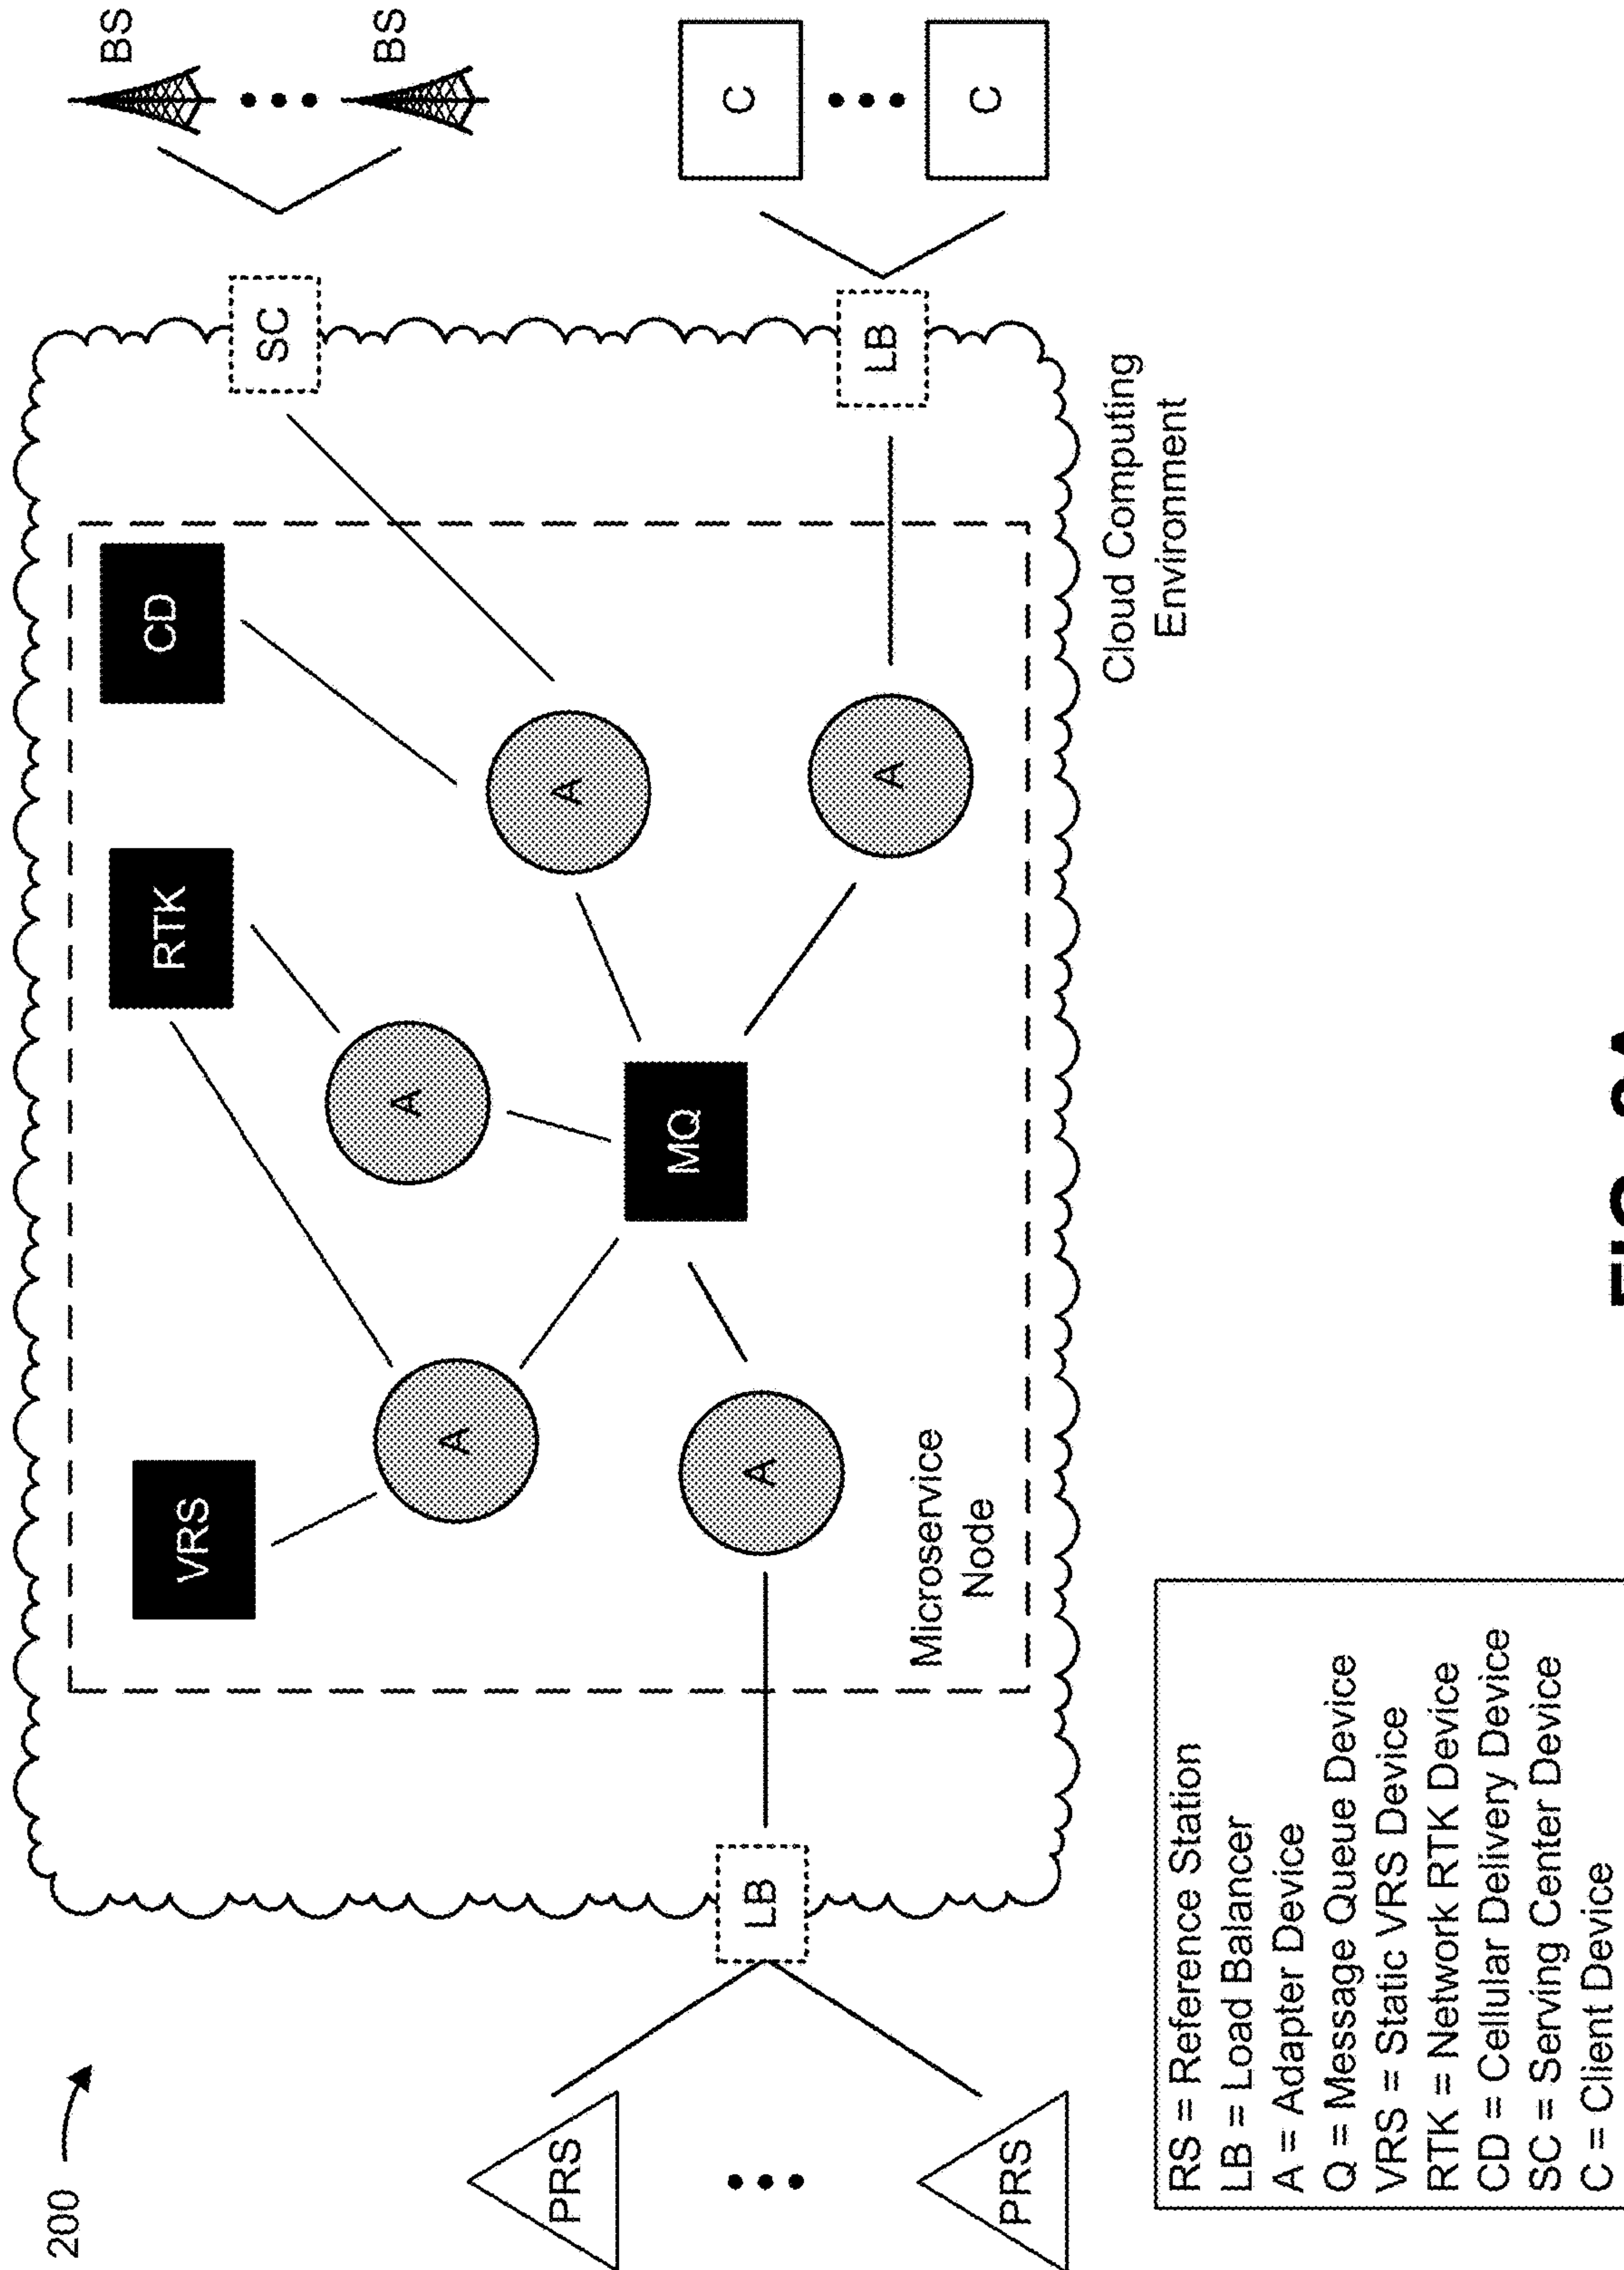 200
BS
BS
C
C
SC
LB
CD
RTK
VRS
A
A
A
A
A
MQ
Microservice
Node
Cloud Computing
Environment
LB
PRS
PRS
RS = Reference Station
LB = Load Balancer
A = Adapter Device
Q = Message Queue Device
VRS = Static VRS Device
RTK = Network RTK Device
CD = Cellular Delivery Device
SC = Serving Center Device
C = Client Device